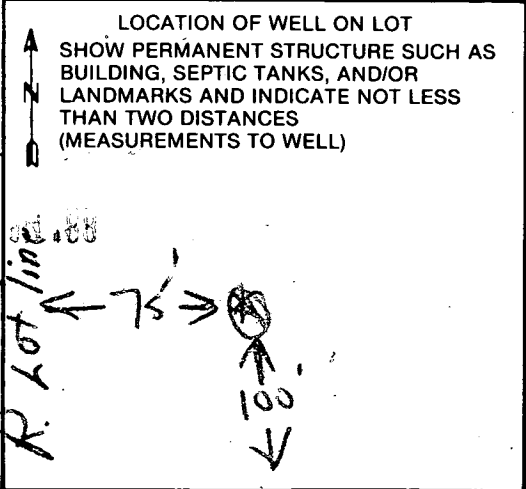 LOCATION OF WELL ON LOT
SHOW PERMANENT STRUCTURE SUCH AS
BUILDING, SEPTIC TANKS, AND/OR
LANDMARKS AND INDICATE NOT LESS
THAN TWO DISTANCES
(MEASUREMENTS TO WELL)
N
R. Lot line
75'
100'